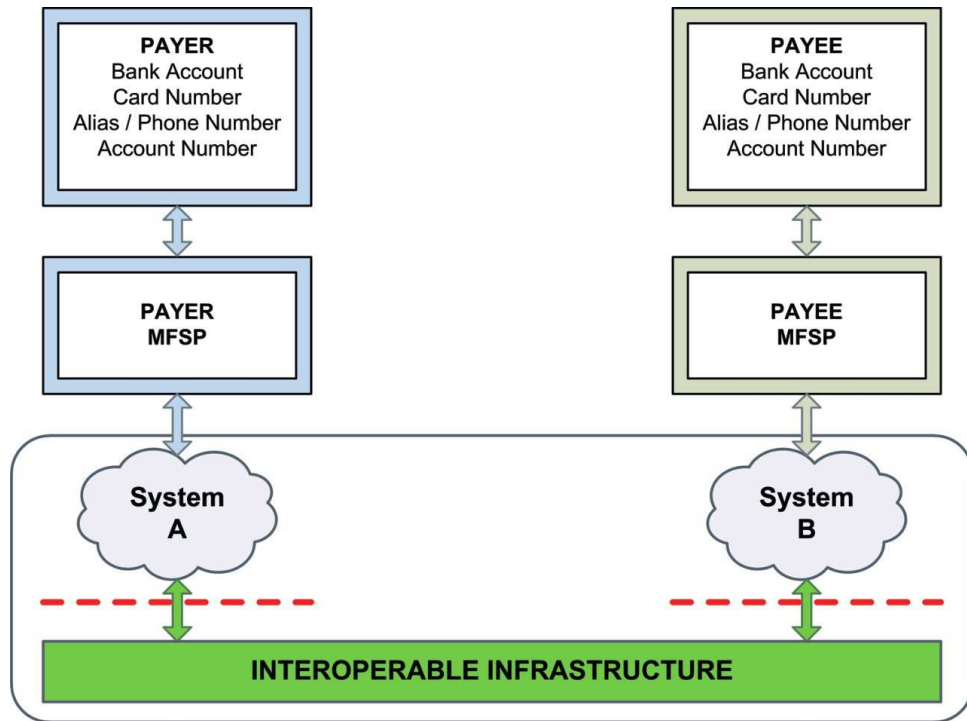 PAYER
Bank Account
Card Number
Alias / Phone Number
Account Number
PAYEE
Bank Account
Card Number
Alias / Phone Number
Account Number
PAYER
MFSP
PAYEE
MFSP
System
A
System
B
INTEROPERABLE INFRASTRUCTURE